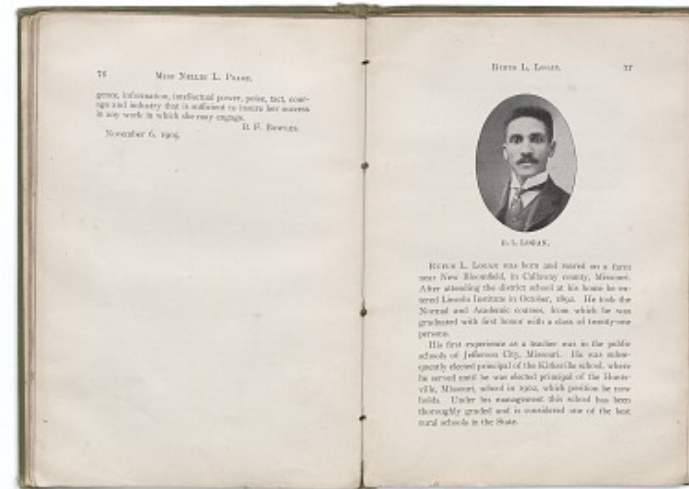 76 Miss Nellie L. Frame.
gence, information, intellectual power, poise, tact, cour-
age and industry that is sufficient to insure her success
in any work in which she may engage.
B. F. Bowles.
November 6, 1905.
Rufus L. Logan. 77
R. L. LOGAN.
Rufus L. Logan was born and reared on a farm
near New Bloomfield, in Callaway county, Missouri.
After attending the district school at his home he en-
tered Lincoln Institute in October, 1892. He took the
Normal and Academic courses, from which he was
graduated with first honor with a class of twenty-one
persons.
His first experience as a teacher was in the public
schools of Jefferson City, Missouri. He was subse-
quently elected principal of the Kirksville school, where
he served until he was elected principal of the Hunts-
ville, Missouri, school in 1902, which position he now
holds. Under his management this school has been
thoroughly graded and is considered one of the best
rural schools in the State.